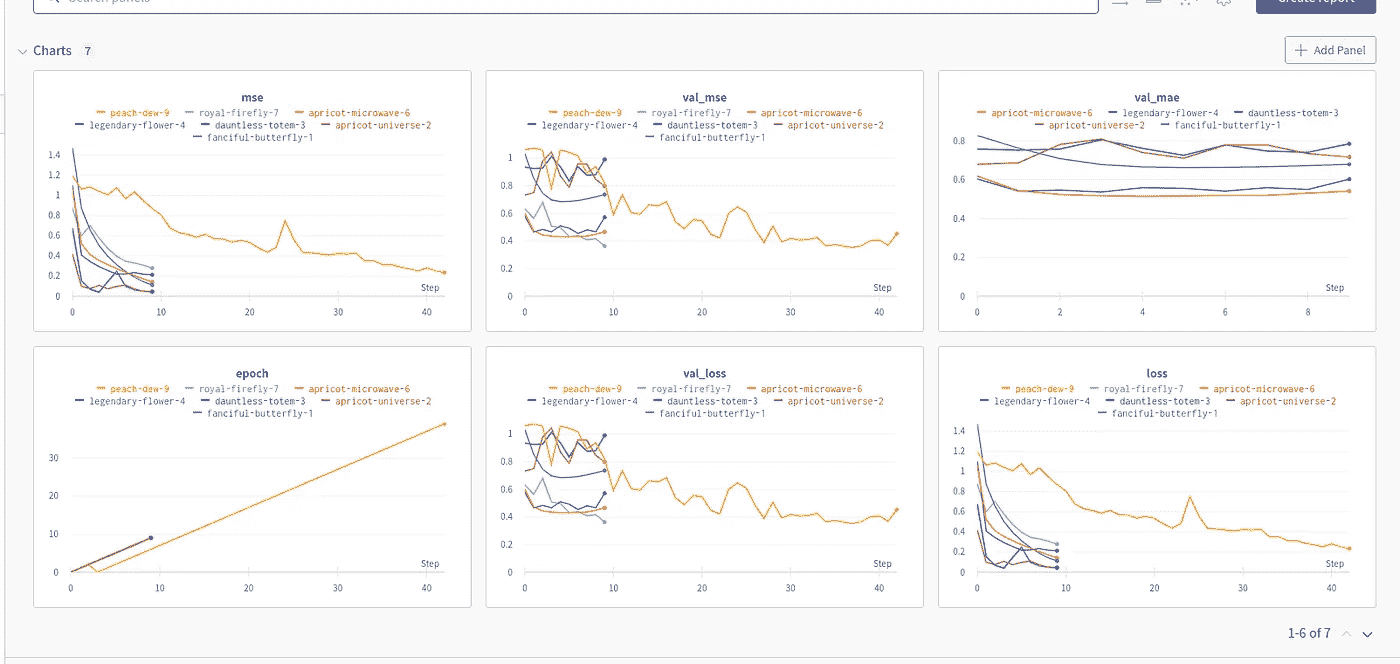 Search panels
Create report
Charts 7
Add Panel
mse
peach-dew-9 royal-firefly-7 apricot-microwave-6
legendary-flower-4 dauntless-totem-3 apricot-universe-2
fanciful-butterfly-1
1.4
1.2
1
0.8
0.6
0.4
0.2
0
Step
0 10 20 30 40
val_mse
peach-dew-9 royal-firefly-7 apricot-microwave-6
legendary-flower-4 dauntless-totem-3 apricot-universe-2
fanciful-butterfly-1
1
0.8
0.6
0.4
0.2
0
Step
0 10 20 30 40
val_mae
apricot-microwave-6 legendary-flower-4 dauntless-totem-3
apricot-universe-2 fanciful-butterfly-1
0.8
0.6
0.4
0.2
0
Step
0 2 4 6 8
epoch
peach-dew-9 royal-firefly-7 apricot-microwave-6
legendary-flower-4 dauntless-totem-3 apricot-universe-2
fanciful-butterfly-1
30
20
10
0
Step
0 10 20 30 40
val_loss
peach-dew-9 royal-firefly-7 apricot-microwave-6
legendary-flower-4 dauntless-totem-3 apricot-universe-2
fanciful-butterfly-1
1
0.8
0.6
0.4
0.2
0
Step
0 10 20 30 40
loss
peach-dew-9 royal-firefly-7 apricot-microwave-6
legendary-flower-4 dauntless-totem-3 apricot-universe-2
fanciful-butterfly-1
1.4
1.2
1
0.8
0.6
0.4
0.2
0
Step
0 10 20 30 40
1-6 of 7